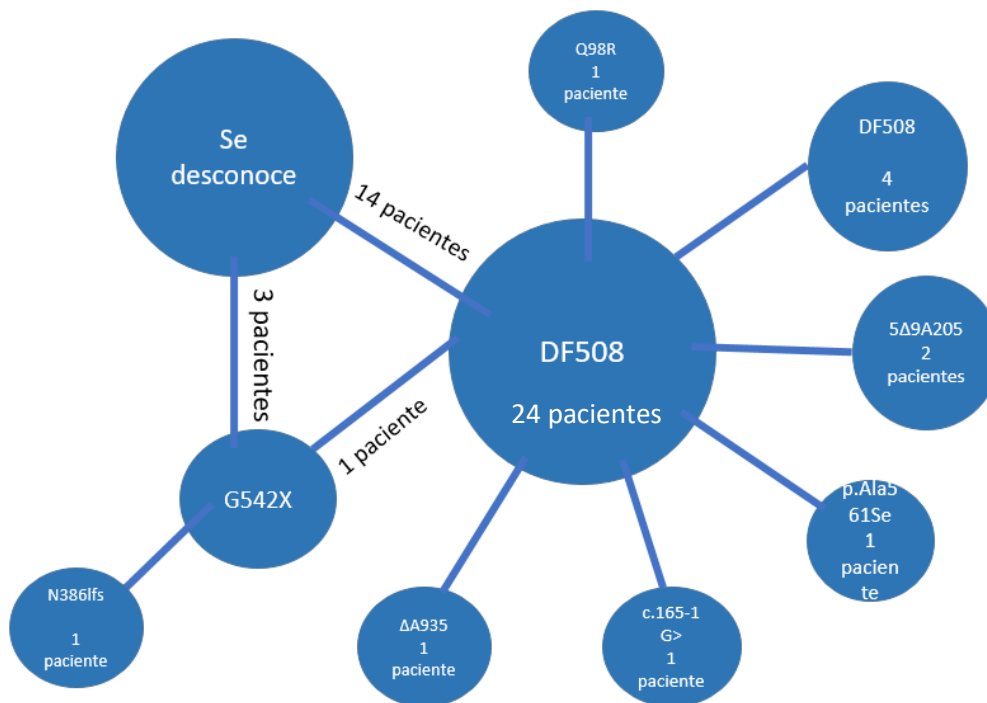 Q98R
1
paciente
Se
desconoce
DF508
4
pacientes
14 pacientes
5Δ9A205
2
pacientes
3 pacientes
DF508
24 pacientes
1 paciente
G542X
p.Ala5
61Se
1
pacien
te
N386lfs
1
paciente
ΔA935
1
paciente
c.165-1
G>
1
paciente